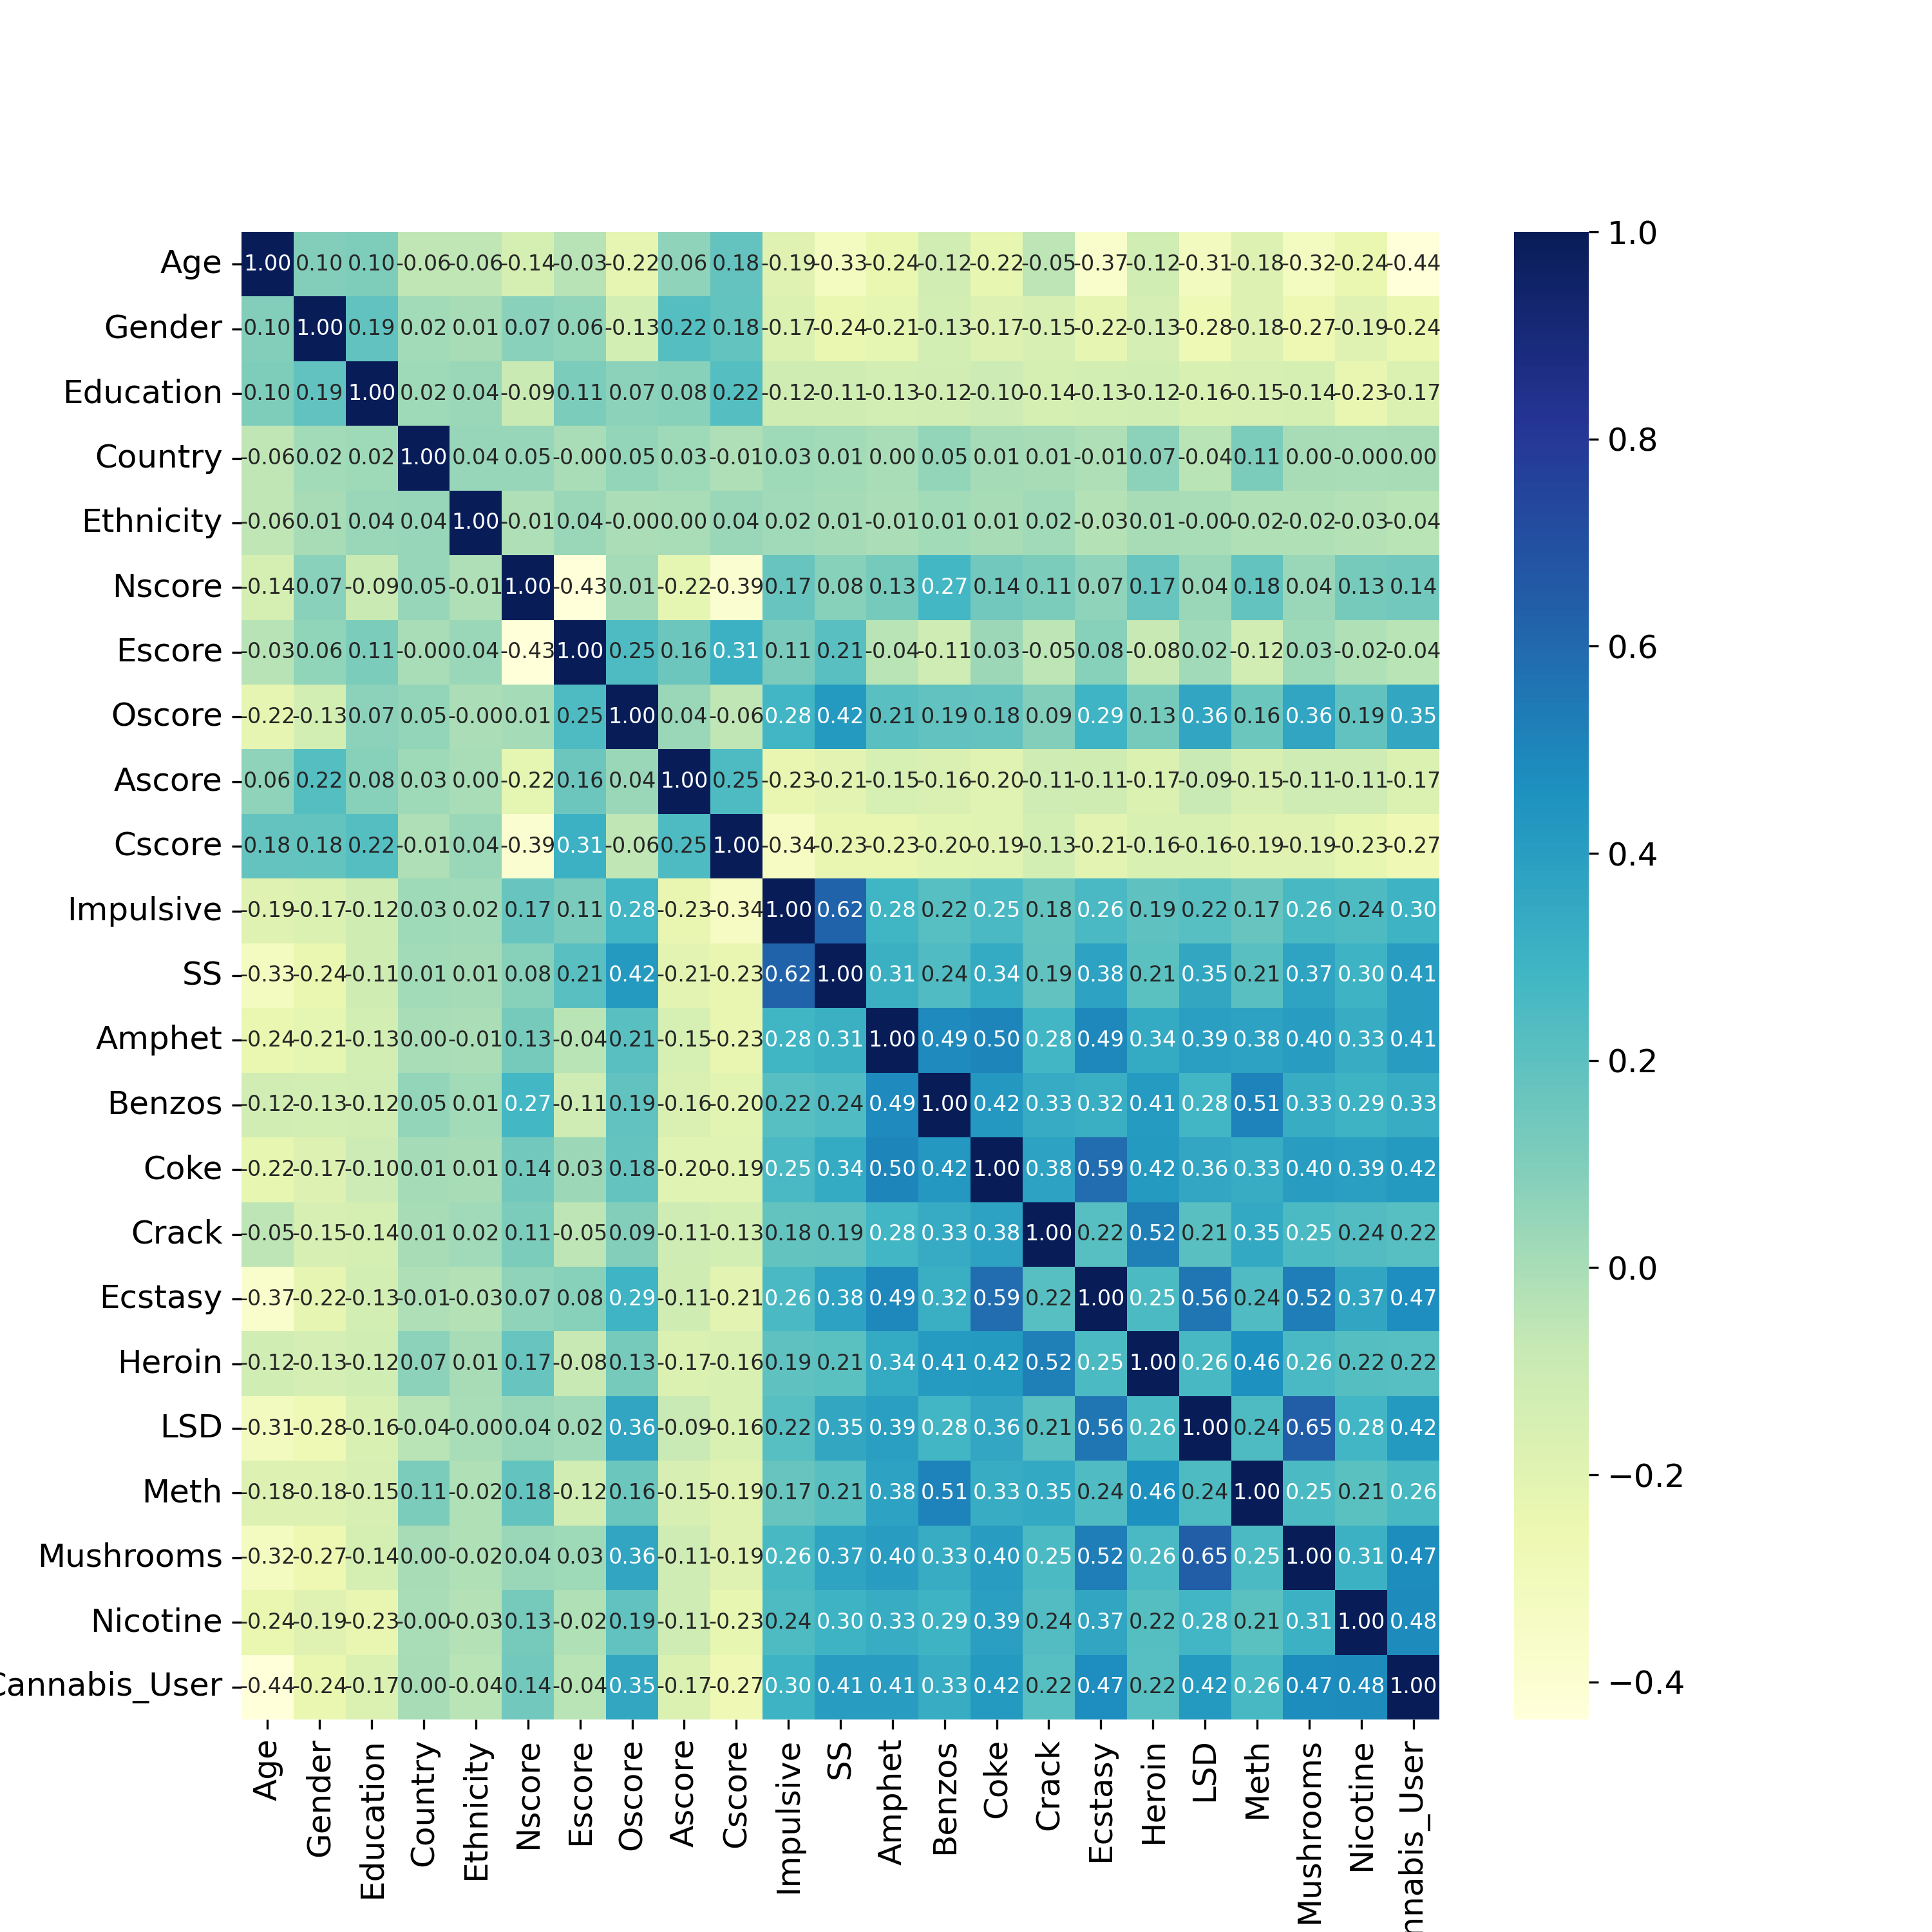 1.0
Age 1.00 0.10 0.10 -0.06 -0.06 -0.14 -0.03 -0.22 0.06 0.18 -0.19 -0.33 -0.24 -0.12 -0.22 -0.05 -0.37 -0.12 -0.31 -0.18 -0.32 -0.24 -0.44
Gender 0.10 1.00 0.19 0.02 0.01 0.07 0.06 -0.13 0.22 0.18 -0.17 -0.24 -0.21 -0.13 -0.17 -0.15 -0.22 -0.13 -0.28 -0.18 -0.27 -0.19 -0.24
Education 0.10 0.19 1.00 0.02 0.04 -0.09 0.11 0.07 0.08 0.22 -0.12 -0.11 -0.13 -0.12 -0.10 -0.14 -0.13 -0.12 -0.16 -0.15 -0.14 -0.23 -0.17
0.8
Country -0.06 0.02 0.02 1.00 0.04 0.05 -0.00 0.05 0.03 -0.01 0.03 0.01 0.00 0.05 0.01 0.01 -0.01 0.07 -0.04 0.11 0.00 -0.00 0.00
Ethnicity -0.06 0.01 0.04 0.04 1.00 -0.01 0.04 -0.00 0.00 0.04 0.02 0.01 -0.01 0.01 0.01 0.02 -0.03 0.01 -0.00 -0.02 -0.02 -0.03 -0.04
Nscore -0.14 0.07 -0.09 0.05 -0.01 1.00 -0.43 0.01 -0.22 -0.39 0.17 0.08 0.13 0.27 0.14 0.11 0.07 0.17 0.04 0.18 0.04 0.13 0.14
0.6
Escore -0.03 0.06 0.11 -0.00 0.04 -0.43 1.00 0.25 0.16 0.31 0.11 0.21 -0.04 -0.11 0.03 -0.05 0.08 -0.08 0.02 -0.12 0.03 -0.02 -0.04
Oscore -0.22 -0.13 0.07 0.05 -0.00 0.01 0.25 1.00 0.04 -0.06 0.28 0.42 0.21 0.19 0.18 0.09 0.29 0.13 0.36 0.16 0.36 0.19 0.35
Ascore 0.06 0.22 0.08 0.03 0.00 -0.22 0.16 0.04 1.00 0.25 -0.23 -0.21 -0.15 -0.16 -0.20 -0.11 -0.11 -0.17 -0.09 -0.15 -0.11 -0.11 -0.17
Cscore 0.18 0.18 0.22 -0.01 0.04 -0.39 0.31 -0.06 0.25 1.00 -0.34 -0.23 -0.23 -0.20 -0.19 -0.13 -0.21 -0.16 -0.16 -0.19 -0.19 -0.23 -0.27
0.4
Impulsive -0.19 -0.17 -0.12 0.03 0.02 0.17 0.11 0.28 -0.23 -0.34 1.00 0.62 0.28 0.22 0.25 0.18 0.26 0.19 0.22 0.17 0.26 0.24 0.30
SS -0.33 -0.24 -0.11 0.01 0.01 0.08 0.21 0.42 -0.21 -0.23 0.62 1.00 0.31 0.24 0.34 0.19 0.38 0.21 0.35 0.21 0.37 0.30 0.41
Amphet -0.24 -0.21 -0.13 0.00 -0.01 0.13 -0.04 0.21 -0.15 -0.23 0.28 0.31 1.00 0.49 0.50 0.28 0.49 0.34 0.39 0.38 0.40 0.33 0.41
0.2
Benzos -0.12 -0.13 -0.12 0.05 0.01 0.27 -0.11 0.19 -0.16 -0.20 0.22 0.24 0.49 1.00 0.42 0.33 0.32 0.41 0.28 0.51 0.33 0.29 0.33
Coke -0.22 -0.17 -0.10 0.01 0.01 0.14 0.03 0.18 -0.20 -0.19 0.25 0.34 0.50 0.42 1.00 0.38 0.59 0.42 0.36 0.33 0.40 0.39 0.42
Crack -0.05 -0.15 -0.14 0.01 0.02 0.11 -0.05 0.09 -0.11 -0.13 0.18 0.19 0.28 0.33 0.38 1.00 0.22 0.52 0.21 0.35 0.25 0.24 0.22
0.0
Ecstasy -0.37 -0.22 -0.13 -0.01 -0.03 0.07 0.08 0.29 -0.11 -0.21 0.26 0.38 0.49 0.32 0.59 0.22 1.00 0.25 0.56 0.24 0.52 0.37 0.47
Heroin -0.12 -0.13 -0.12 0.07 0.01 0.17 -0.08 0.13 -0.17 -0.16 0.19 0.21 0.34 0.41 0.42 0.52 0.25 1.00 0.26 0.46 0.26 0.22 0.22
LSD -0.31 -0.28 -0.16 -0.04 -0.00 0.04 0.02 0.36 -0.09 -0.16 0.22 0.35 0.39 0.28 0.36 0.21 0.56 0.26 1.00 0.24 0.65 0.28 0.42
−0.2
Meth -0.18 -0.18 -0.15 0.11 -0.02 0.18 -0.12 0.16 -0.15 -0.19 0.17 0.21 0.38 0.51 0.33 0.35 0.24 0.46 0.24 1.00 0.25 0.21 0.26
Mushrooms -0.32 -0.27 -0.14 0.00 -0.02 0.04 0.03 0.36 -0.11 -0.19 0.26 0.37 0.40 0.33 0.40 0.25 0.52 0.26 0.65 0.25 1.00 0.31 0.47
Nicotine -0.24 -0.19 -0.23 -0.00 -0.03 0.13 -0.02 0.19 -0.11 -0.23 0.24 0.30 0.33 0.29 0.39 0.24 0.37 0.22 0.28 0.21 0.31 1.00 0.48
−0.4
Cannabis_User -0.44 -0.24 -0.17 0.00 -0.04 0.14 -0.04 0.35 -0.17 -0.27 0.30 0.41 0.41 0.33 0.42 0.22 0.47 0.22 0.42 0.26 0.47 0.48 1.00
Age
Gender
Education
Country
Ethnicity
Nscore
Escore
Oscore
Ascore
Cscore
Impulsive
SS
Amphet
Benzos
Coke
Crack
Ecstasy
Heroin
LSD
Meth
Mushrooms
Nicotine
nnabis_User